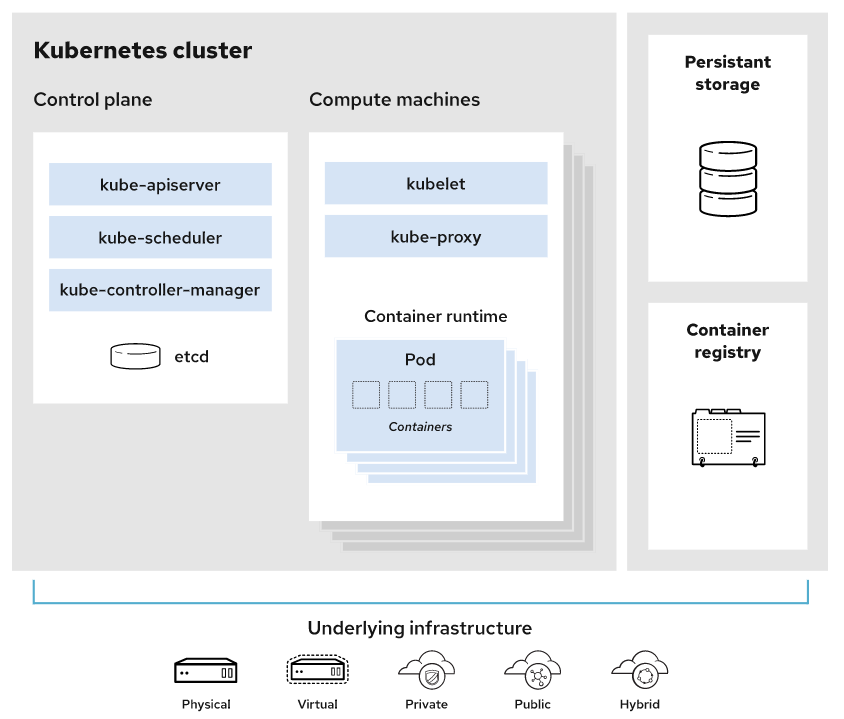 Kubernetes cluster
Control plane
kube-apiserver
kube-scheduler
kube-controller-manager
etcd
Compute machines
kubelet
kube-proxy
Container runtime
Pod
Containers
Persistant
storage
Container
registry
Underlying infrastructure
Physical
Virtual
Private
Public
Hybrid